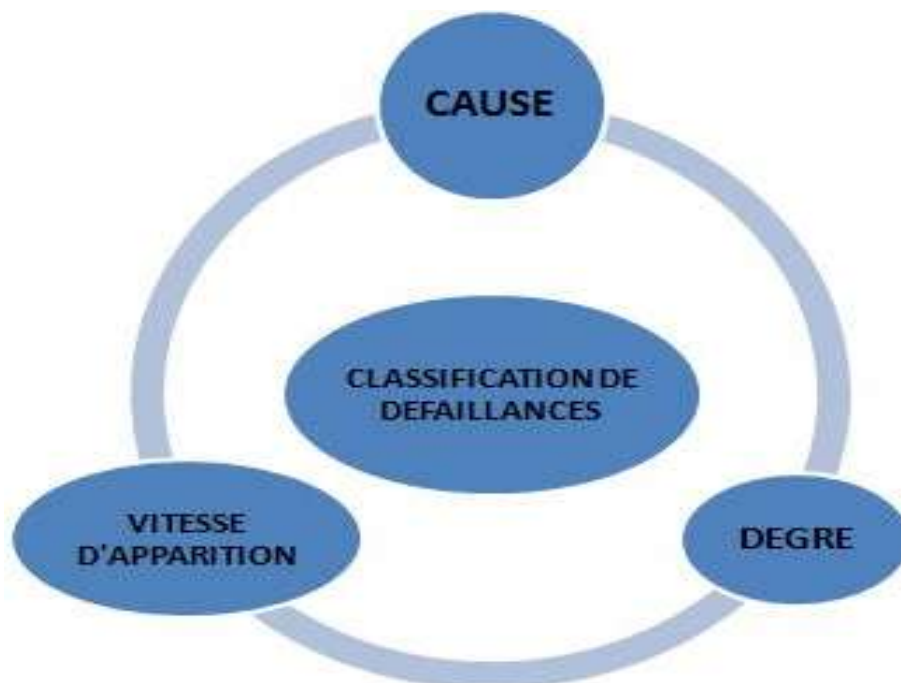 CAUSE
CLASSIFICATION DE
DEFAILLANCES
VITESSE
D'APPARITION
DEGRE